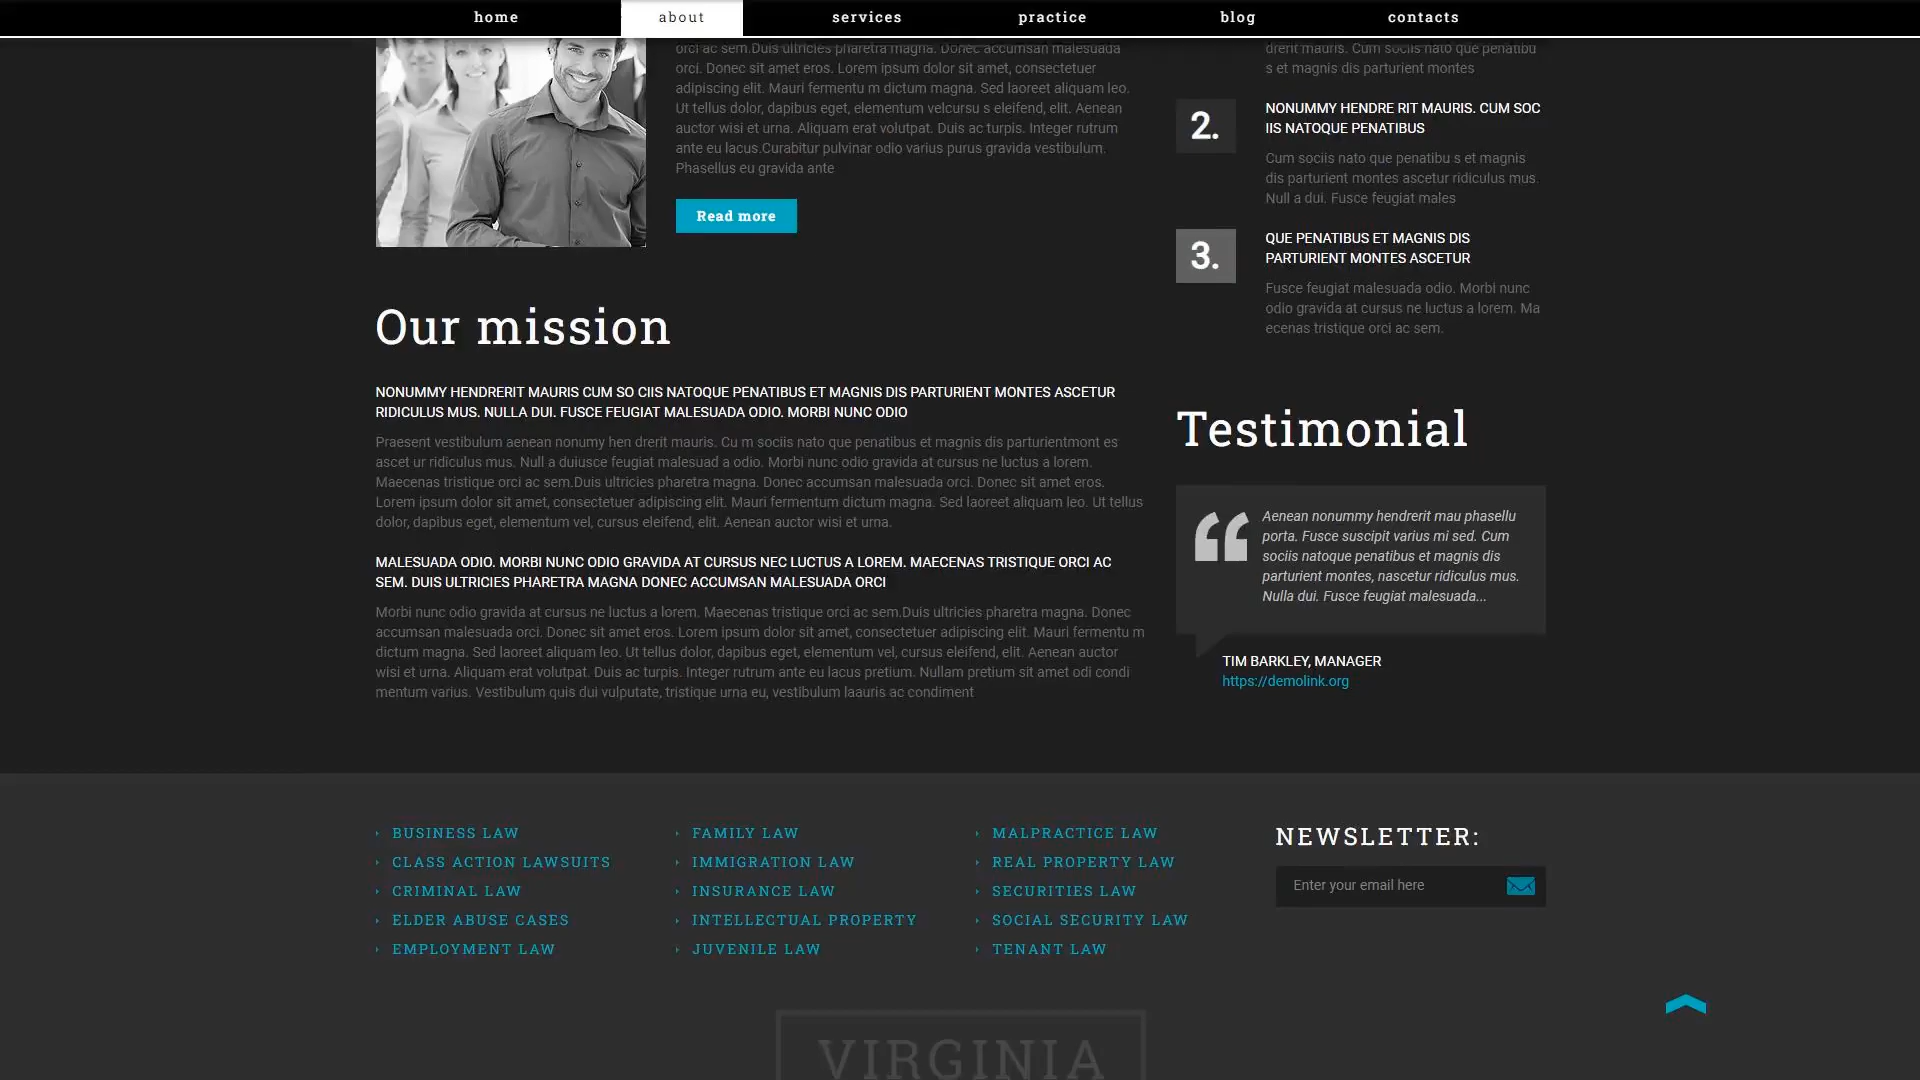 home about services practice blog contacts
orci ac sem.Duis ultricies pharetra magna. Donec accumsan malesuada
orci. Donec sit amet eros. Lorem ipsum dolor sit amet, consectetuer
adipiscing elit. Mauri fermentu m dictum magna. Sed laoreet aliquam leo.
Ut tellus dolor, dapibus eget, elementum velcursu s eleifend, elit. Aenean
auctor wisi et urna. Aliquam erat volutpat. Duis ac turpis. Integer rutrum
ante eu lacus.Curabitur pulvinar odio varius purus gravida vestibulum.
Phasellus eu gravida ante
Read more
Our mission
NONUMMY HENDRERIT MAURIS CUM SO CIIS NATOQUE PENATIBUS ET MAGNIS DIS PARTURIENT MONTES ASCETUR
RIDICULUS MUS. NULLA DUI. FUSCE FEUGIAT MALESUADA ODIO. MORBI NUNC ODIO
Praesent vestibulum aenean nonumy hen drerit mauris. Cu m sociis nato que penatibus et magnis dis parturientmont es
ascet ur ridiculus mus. Null a duiusce feugiat malesuad a odio. Morbi nunc odio gravida at cursus ne luctus a lorem.
Maecenas tristique orci ac sem.Duis ultricies pharetra magna. Donec accumsan malesuada orci. Donec sit amet eros.
Lorem ipsum dolor sit amet, consectetuer adipiscing elit. Mauri fermentum dictum magna. Sed laoreet aliquam leo. Ut tellus
dolor, dapibus eget, elementum vel, cursus eleifend, elit. Aenean auctor wisi et urna.
MALESUADA ODIO. MORBI NUNC ODIO GRAVIDA AT CURSUS NEC LUCTUS A LOREM. MAECENAS TRISTIQUE ORCI AC
SEM. DUIS ULTRICIES PHARETRA MAGNA DONEC ACCUMSAN MALESUADA ORCI
Morbi nunc odio gravida at cursus ne luctus a lorem. Maecenas tristique orci ac sem.Duis ultricies pharetra magna. Donec
accumsan malesuada orci. Donec sit amet eros. Lorem ipsum dolor sit amet, consectetuer adipiscing elit. Mauri fermentu m
dictum magna. Sed laoreet aliquam leo. Ut tellus dolor, dapibus eget, elementum vel, cursus eleifend, elit. Aenean auctor
wisi et urna. Aliquam erat volutpat. Duis ac turpis. Integer rutrum ante eu lacus pretium. Nullam pretium sit amet odi condi
mentum varius. Vestibulum quis dui vulputate, tristique urna eu, vestibulum laauris ac condiment
drerit mauris. Cum sociis nato que penatibu
s et magnis dis parturient montes
2.
NONUMMY HENDRE RIT MAURIS. CUM SOC
IIS NATOQUE PENATIBUS
Cum sociis nato que penatibu s et magnis
dis parturient montes ascetur ridiculus mus.
Null a dui. Fusce feugiat males
3.
QUE PENATIBUS ET MAGNIS DIS
PARTURIENT MONTES ASCETUR
Fusce feugiat malesuada odio. Morbi nunc
odio gravida at cursus ne luctus a lorem. Ma
ecenas tristique orci ac sem.
Testimonial
Aenean nonummy hendrerit mau phasellu
porta. Fusce suscipit varius mi sed. Cum
sociis natoque penatibus et magnis dis
parturient montes, nascetur ridiculus mus.
Nulla dui. Fusce feugiat malesuada...
TIM BARKLEY, MANAGER
https://demolink.org
BUSINESS LAW
CLASS ACTION LAWSUITS
CRIMINAL LAW
ELDER ABUSE CASES
EMPLOYMENT LAW
FAMILY LAW
IMMIGRATION LAW
INSURANCE LAW
INTELLECTUAL PROPERTY
JUVENILE LAW
MALPRACTICE LAW
REAL PROPERTY LAW
SECURITIES LAW
SOCIAL SECURITY LAW
TENANT LAW
NEWSLETTER:
Enter your email here
VIRGINIA